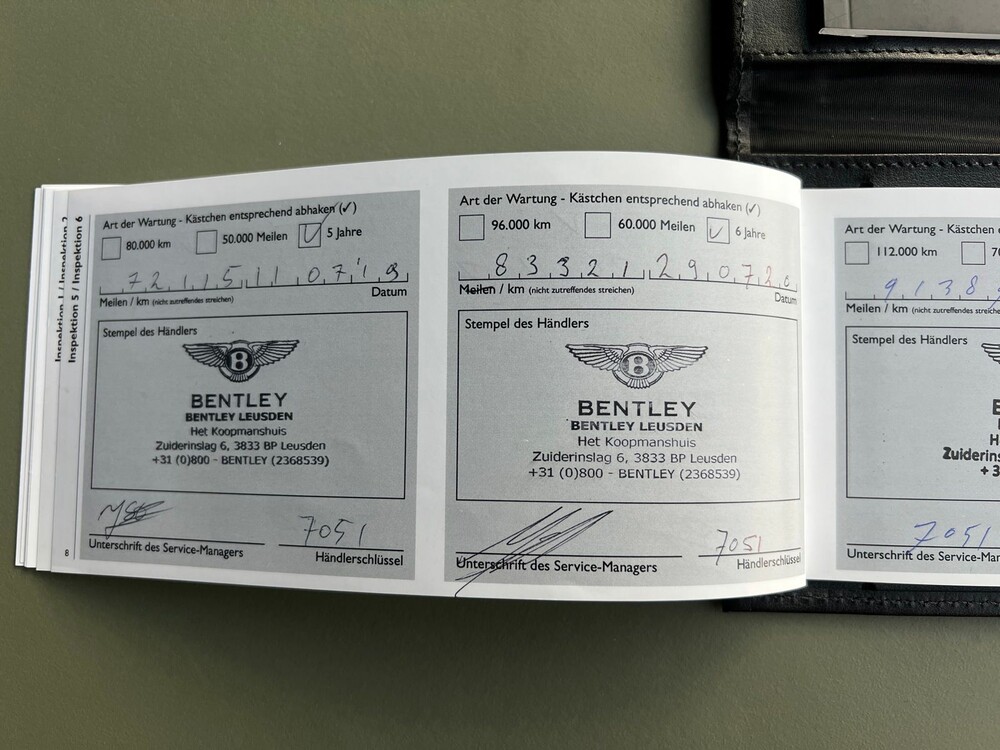 Inspektion 1 / Inspektion 2
Inspektion 5 / Inspektion 6
Art der Wartung - Kästchen entsprechend abhaken (✓)
80.000 km
50.000 Meilen
5 Jahre
72115 11 07 19
Meilen / km (nicht zutreffendes streichen)
Datum
Stempel des Händlers
B
BENTLEY
BENTLEY LEUSDEN
Het Koopmanshuis
Zuiderinslag 6, 3833 BP Leusden
+31 (0)800 - BENTLEY (2368539)
7051
Unterschrift des Service-Managers
Händlerschlüssel
8
Art der Wartung - Kästchen entsprechend abhaken (✓)
96.000 km
60.000 Meilen
6 Jahre
83321 29 07 20
Meilen / km (nicht zutreffendes streichen)
Datum
Stempel des Händlers
B
BENTLEY
BENTLEY LEUSDEN
Het Koopmanshuis
Zuiderinslag 6, 3833 BP Leusden
+31 (0)800 - BENTLEY (2368539)
7051
Unterschrift des Service-Managers
Händlerschlüssel
Art der Wartung - Kästchen
112.000 km
9138
Meilen / km (nicht zutreffendes
Stempel des Händlers
7051
Unterschrift des Service-